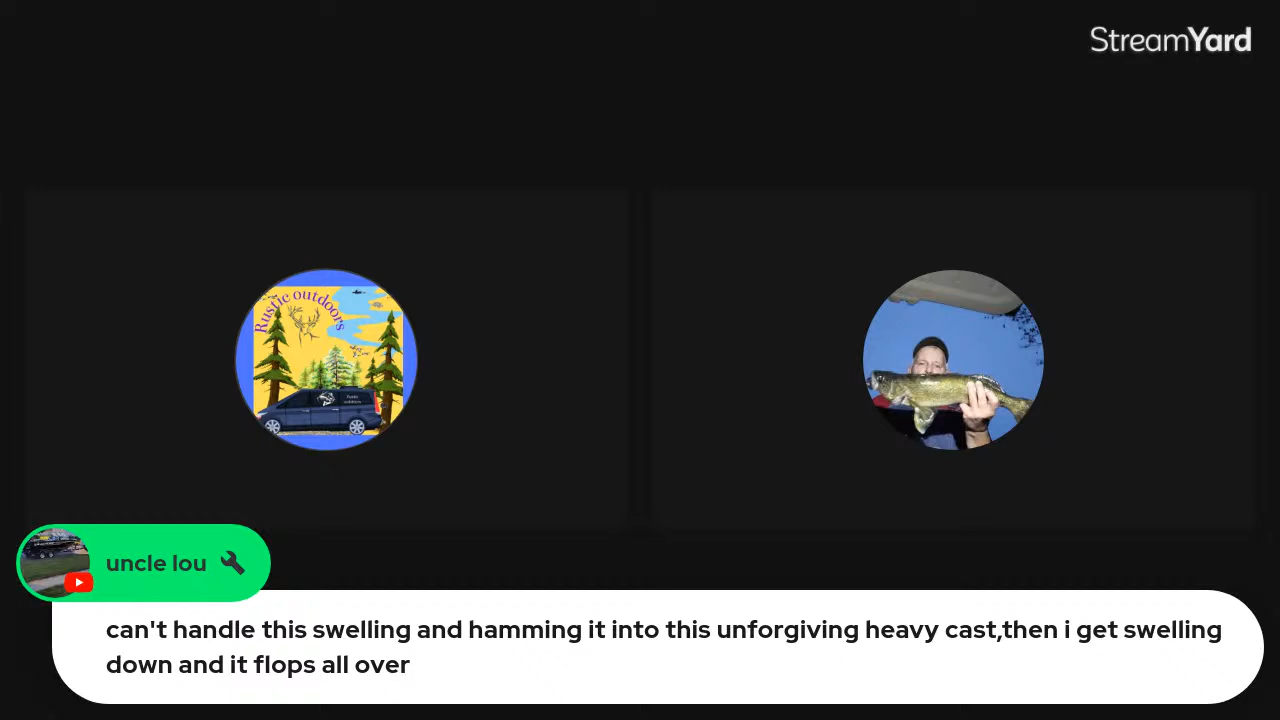 StreamYard
Rustic outdoors
uncle lou
can't handle this swelling and hamming it into this unforgiving heavy cast,then i get swelling
down and it flops all over